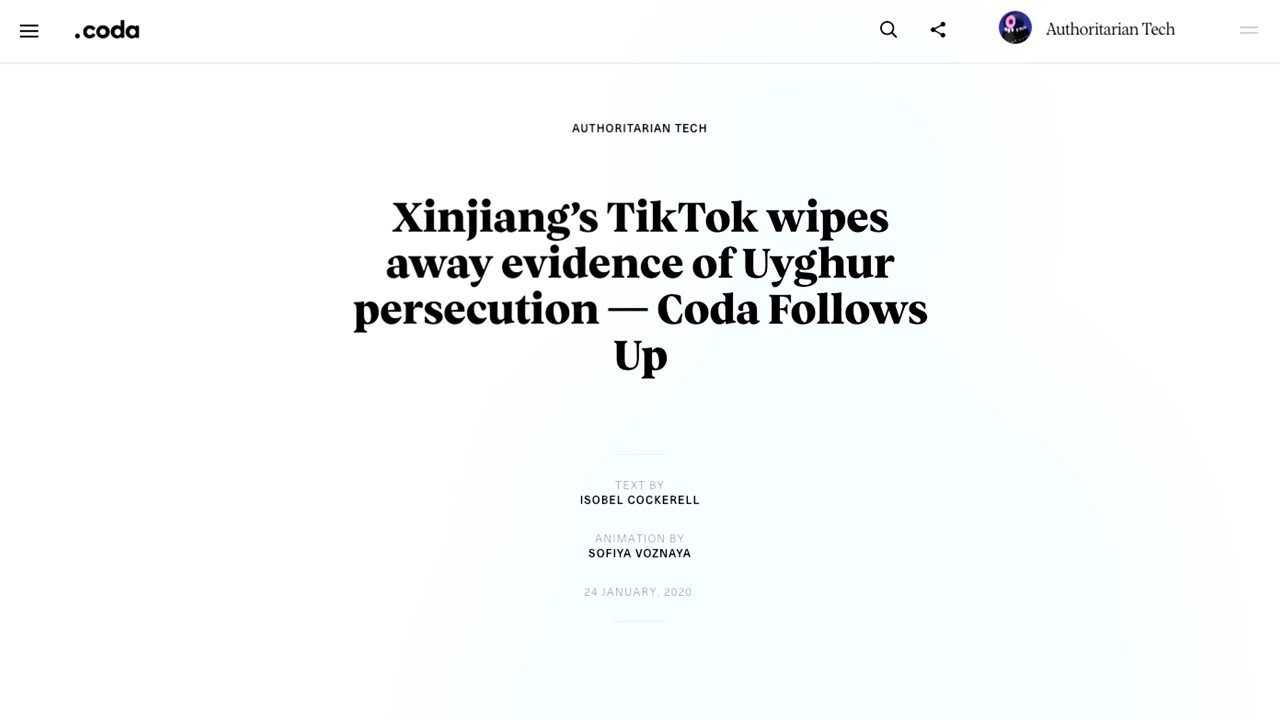 .coda
Authoritarian Tech
AUTHORITARIAN TECH
Xinjiang’s TikTok wipes
away evidence of Uyghur
persecution — Coda Follows
Up
TEXT BY
ISOBEL COCKERELL
ANIMATION BY
SOFIYA VOZNAYA
24 JANUARY, 2020